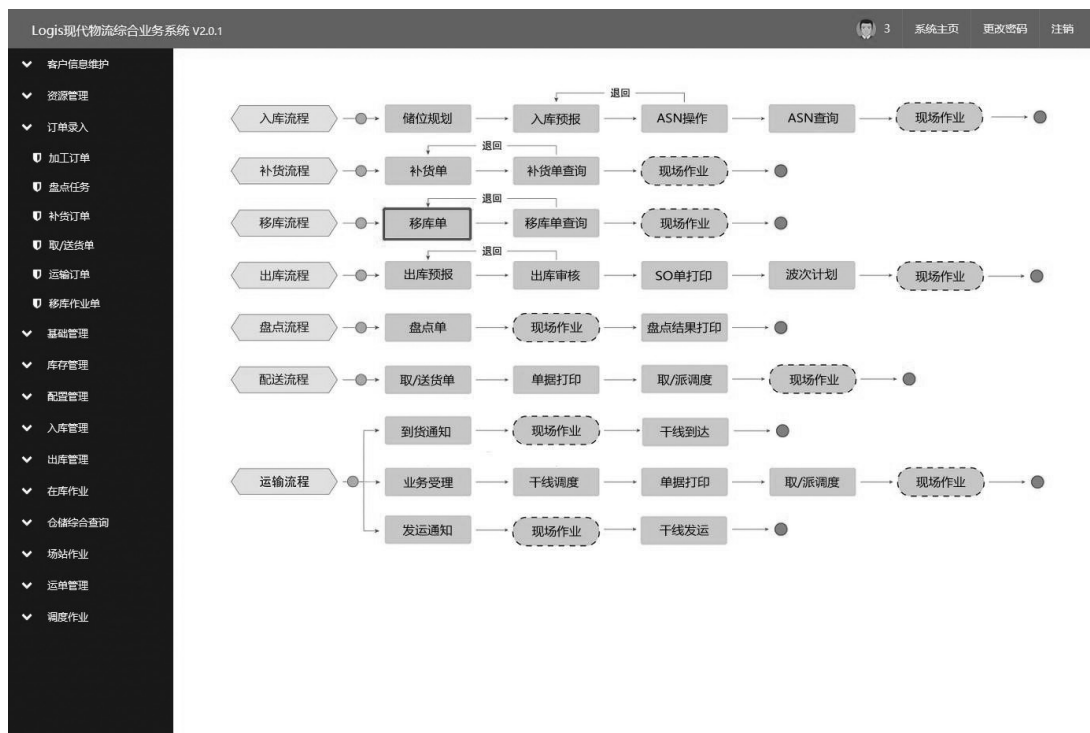 Logis现代物流综合业务系统 V2.0.1
3 系统主页 更改密码 注销
客户信息维护
资源管理
订单录入
加工订单
盘点任务
补货订单
取/送货单
运输订单
移库作业单
基础管理
库存管理
配置管理
入库管理
出库管理
在库作业
仓储综合查询
场站作业
运单管理
调度作业
退回
入库流程 储位规划 入库预报 ASN操作 ASN查询 现场作业
退回
补货流程 补货单 补货单查询 现场作业
退回
移库流程 移库单 移库单查询 现场作业
退回
出库流程 出库预报 出库审核 SO单打印 波次计划 现场作业
盘点流程 盘点单 现场作业 盘点结果打印
配送流程 取/送货单 单据打印 取/派调度 现场作业
到货通知 现场作业 干线到达
运输流程 业务受理 干线调度 单据打印 取/派调度 现场作业
发运通知 现场作业 干线发运